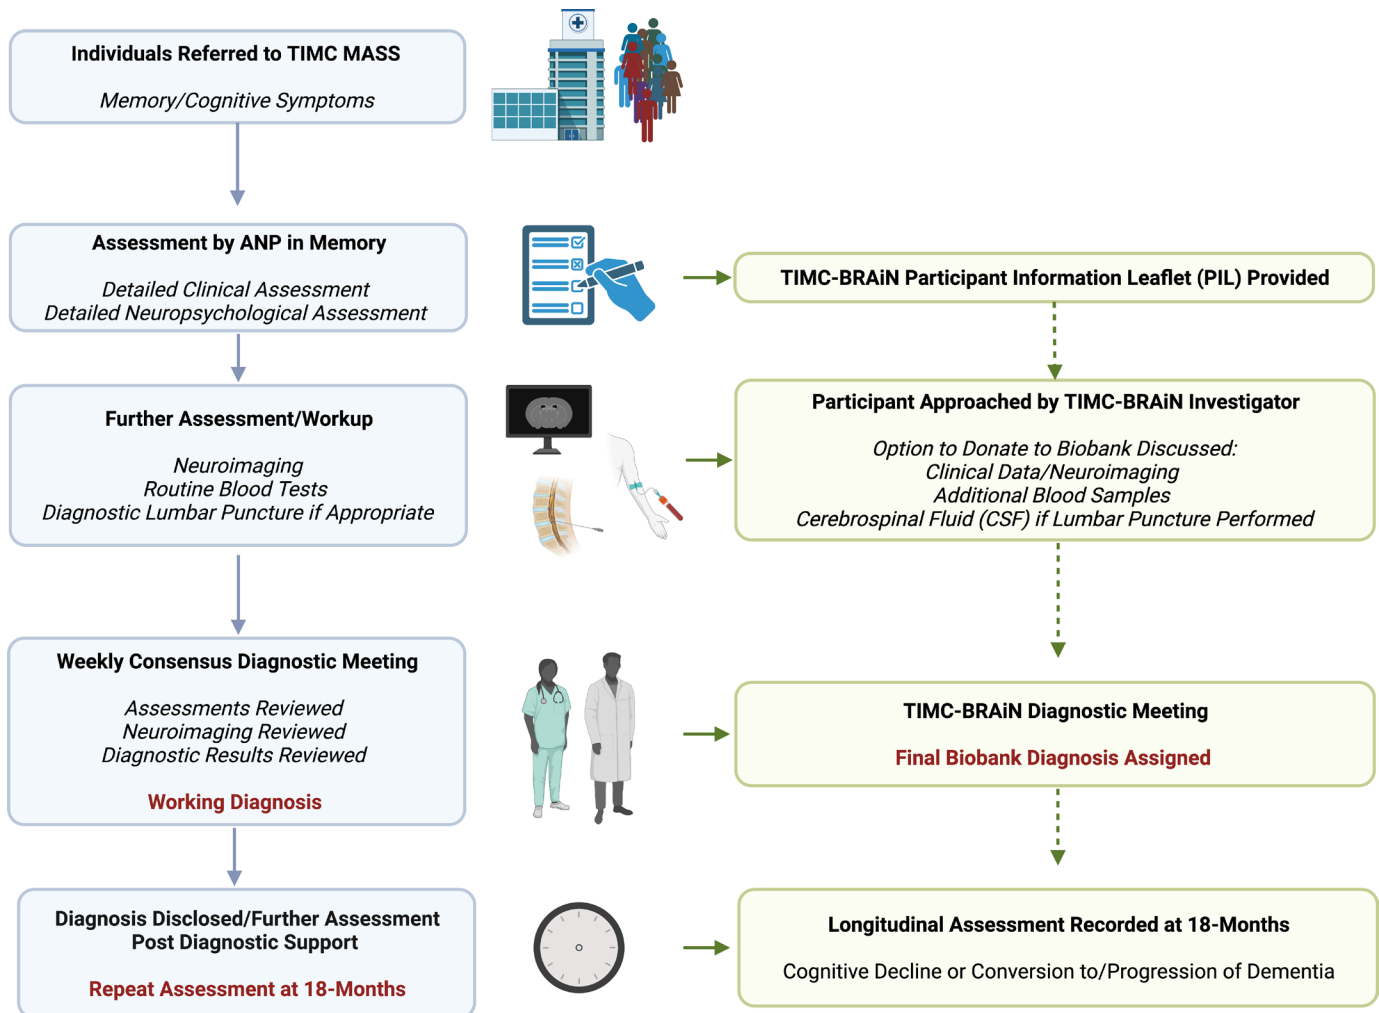 Individuals Referred to TIMC MASS
Memory/Cognitive Symptoms
Assessment by ANP in Memory
Detailed Clinical Assessment
Detailed Neuropsychological Assessment
TIMC-BRAiN Participant Information Leaflet (PIL) Provided
Further Assessment/Workup
Neuroimaging
Routine Blood Tests
Diagnostic Lumbar Puncture if Appropriate
Participant Approached by TIMC-BRAiN Investigator
Option to Donate to Biobank Discussed:
Clinical Data/Neuroimaging
Additional Blood Samples
Cerebrospinal Fluid (CSF) if Lumbar Puncture Performed
Weekly Consensus Diagnostic Meeting
Assessments Reviewed
Neuroimaging Reviewed
Diagnostic Results Reviewed
Working Diagnosis
TIMC-BRAiN Diagnostic Meeting
Final Biobank Diagnosis Assigned
Diagnosis Disclosed/Further Assessment
Post Diagnostic Support
Repeat Assessment at 18-Months
Longitudinal Assessment Recorded at 18-Months
Cognitive Decline or Conversion to/Progression of Dementia